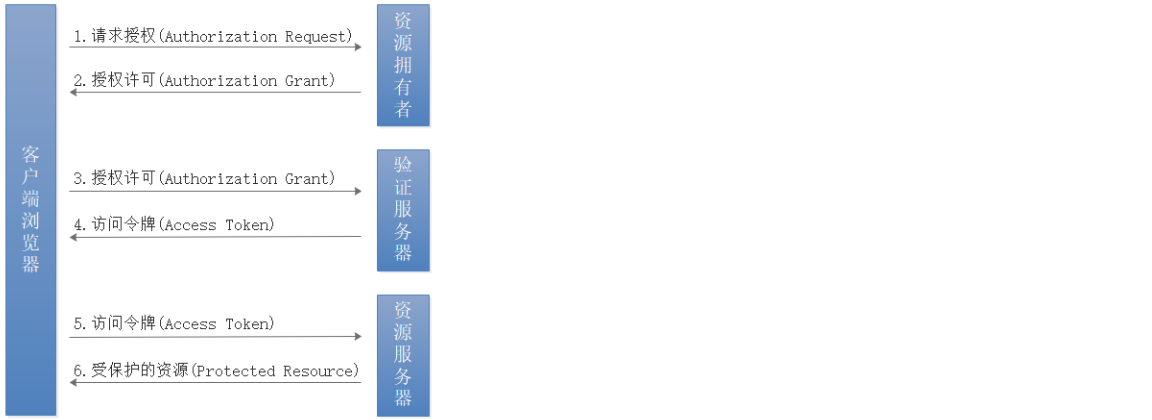 客户端浏览器
1.请求授权(Authorization Request)
2.授权许可(Authorization Grant)
资源拥有者
3.授权许可(Authorization Grant)
4.访问令牌(Access Token)
验证服务器
5.访问令牌(Access Token)
6.受保护的资源(Protected Resource)
资源服务器